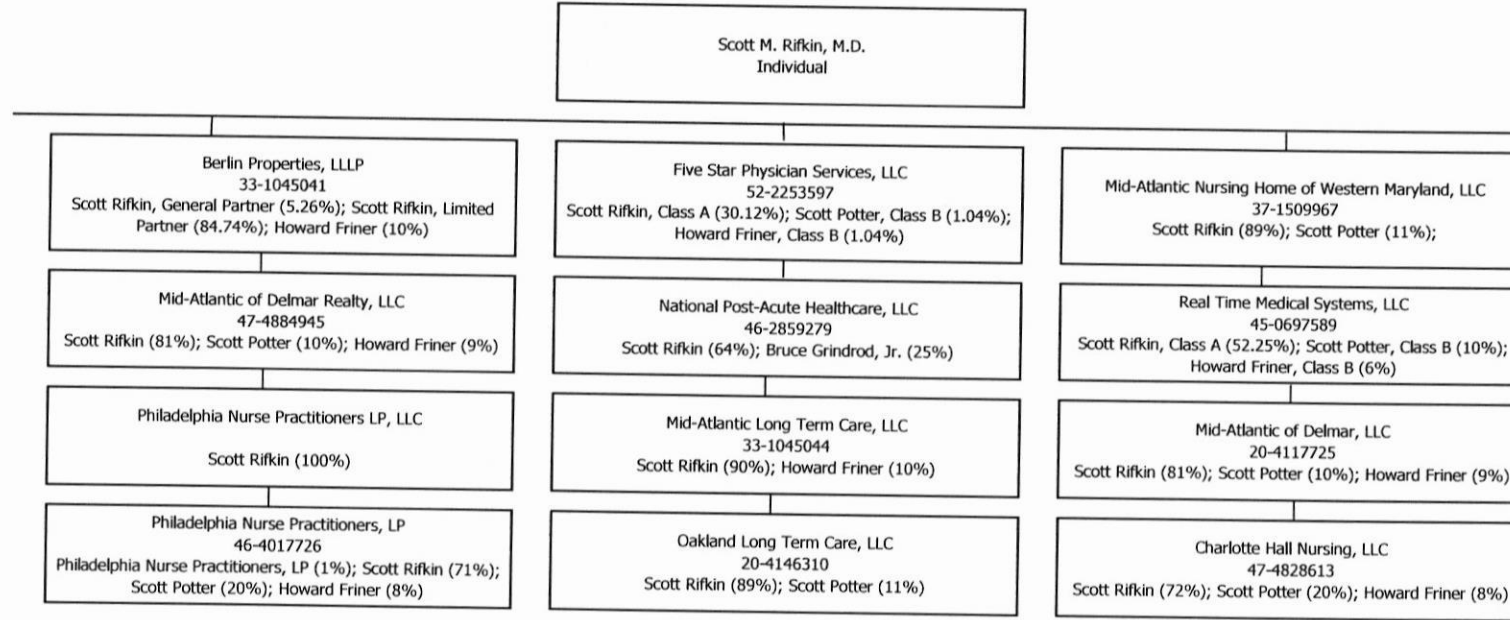 Scott M. Rifkin, M.D.
Individual
Berlin Properties, LLLP
33-1045041
Scott Rifkin, General Partner (5.26%); Scott Rifkin, Limited
Partner (84.74%); Howard Friner (10%)
Mid-Atlantic of Delmar Realty, LLC
47-4884945
Scott Rifkin (81%); Scott Potter (10%); Howard Friner (9%)
Philadelphia Nurse Practitioners LP, LLC
Scott Rifkin (100%)
Philadelphia Nurse Practitioners, LP
46-4017726
Philadelphia Nurse Practitioners, LP (1%); Scott Rifkin (71%);
Scott Potter (20%); Howard Friner (8%)
Five Star Physician Services, LLC
52-2253597
Scott Rifkin, Class A (30.12%); Scott Potter, Class B (1.04%);
Howard Friner, Class B (1.04%)
National Post-Acute Healthcare, LLC
46-2859279
Scott Rifkin (64%); Bruce Grindrod, Jr. (25%)
Mid-Atlantic Long Term Care, LLC
33-1045044
Scott Rifkin (90%); Howard Friner (10%)
Oakland Long Term Care, LLC
20-4146310
Scott Rifkin (89%); Scott Potter (11%)
Mid-Atlantic Nursing Home of Western Maryland, LLC
37-1509967
Scott Rifkin (89%); Scott Potter (11%);
Real Time Medical Systems, LLC
45-0697589
Scott Rifkin, Class A (52.25%); Scott Potter, Class B (10%);
Howard Friner, Class B (6%)
Mid-Atlantic of Delmar, LLC
20-4117725
Scott Rifkin (81%); Scott Potter (10%); Howard Friner (9%)
Charlotte Hall Nursing, LLC
47-4828613
Scott Rifkin (72%); Scott Potter (20%); Howard Friner (8%)